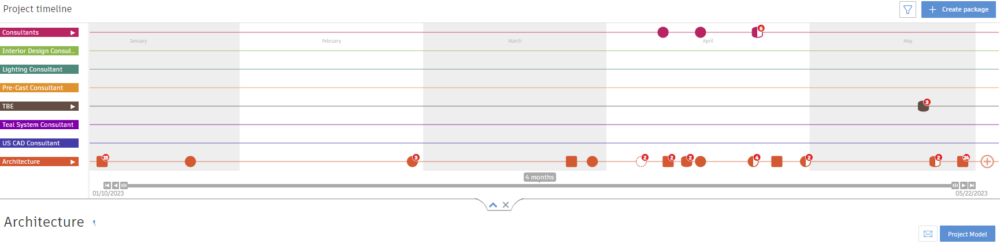 Project timeline
Create package
Consultants
6
January
February
March
April
May
Interior Design Consul...
Lighting Consultant
Pre-Cast Consultant
TBE
3
Teal System Consultant
US CAD Consultant
Architecture
15
3
2
2
2
4
2
2
24
4 months
01/10/2023
05/22/2023
Architecture
Project Model